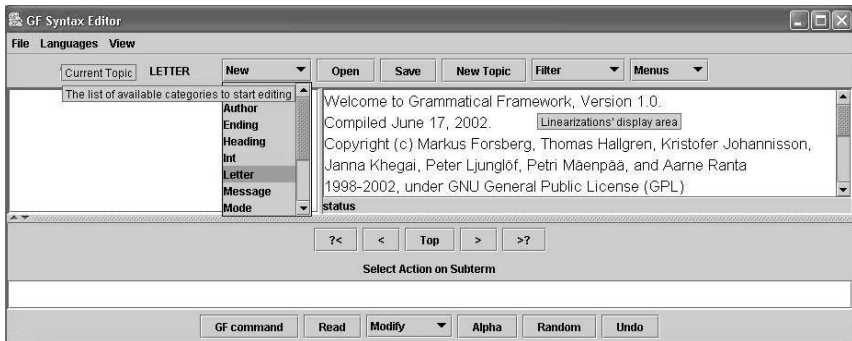 GF Syntax Editor
File Languages View
Current Topic LETTER New Open Save New Topic Filter Menus
The list of available categories to start editing
Author
Ending
Heading
Int
Letter
Message
Mode
Welcome to Grammatical Framework, Version 1.0.
Compiled June 17, 2002. Linearizations' display area
Copyright (c) Markus Forsberg, Thomas Hallgren, Kristofer Johannisson,
Janna Khegai, Peter Ljunglöf, Petri Mäenpää, and Aarne Ranta
1998-2002, under GNU General Public License (GPL)
status
?< < Top > >?
Select Action on Subterm
GF command Read Modify Alpha Random Undo